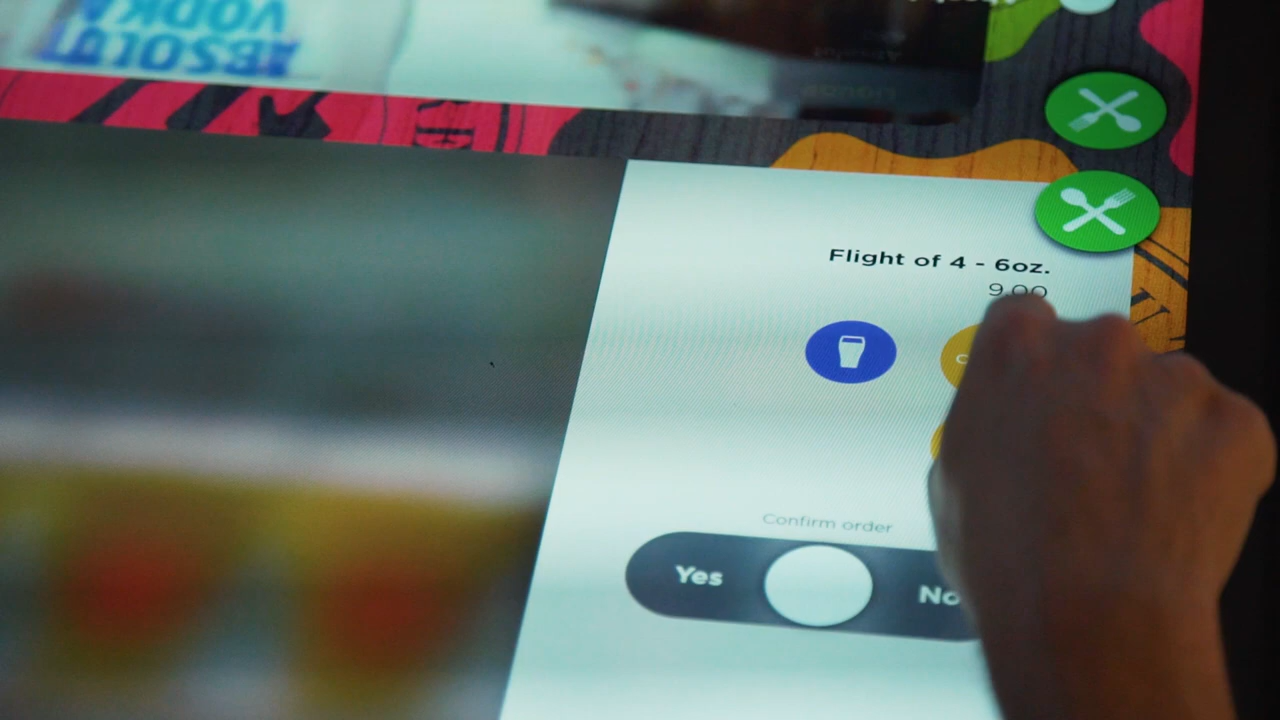 VODKA
ABSOLUT
Flight of 4 - 6oz.
9.00
Confirm order
Yes
No